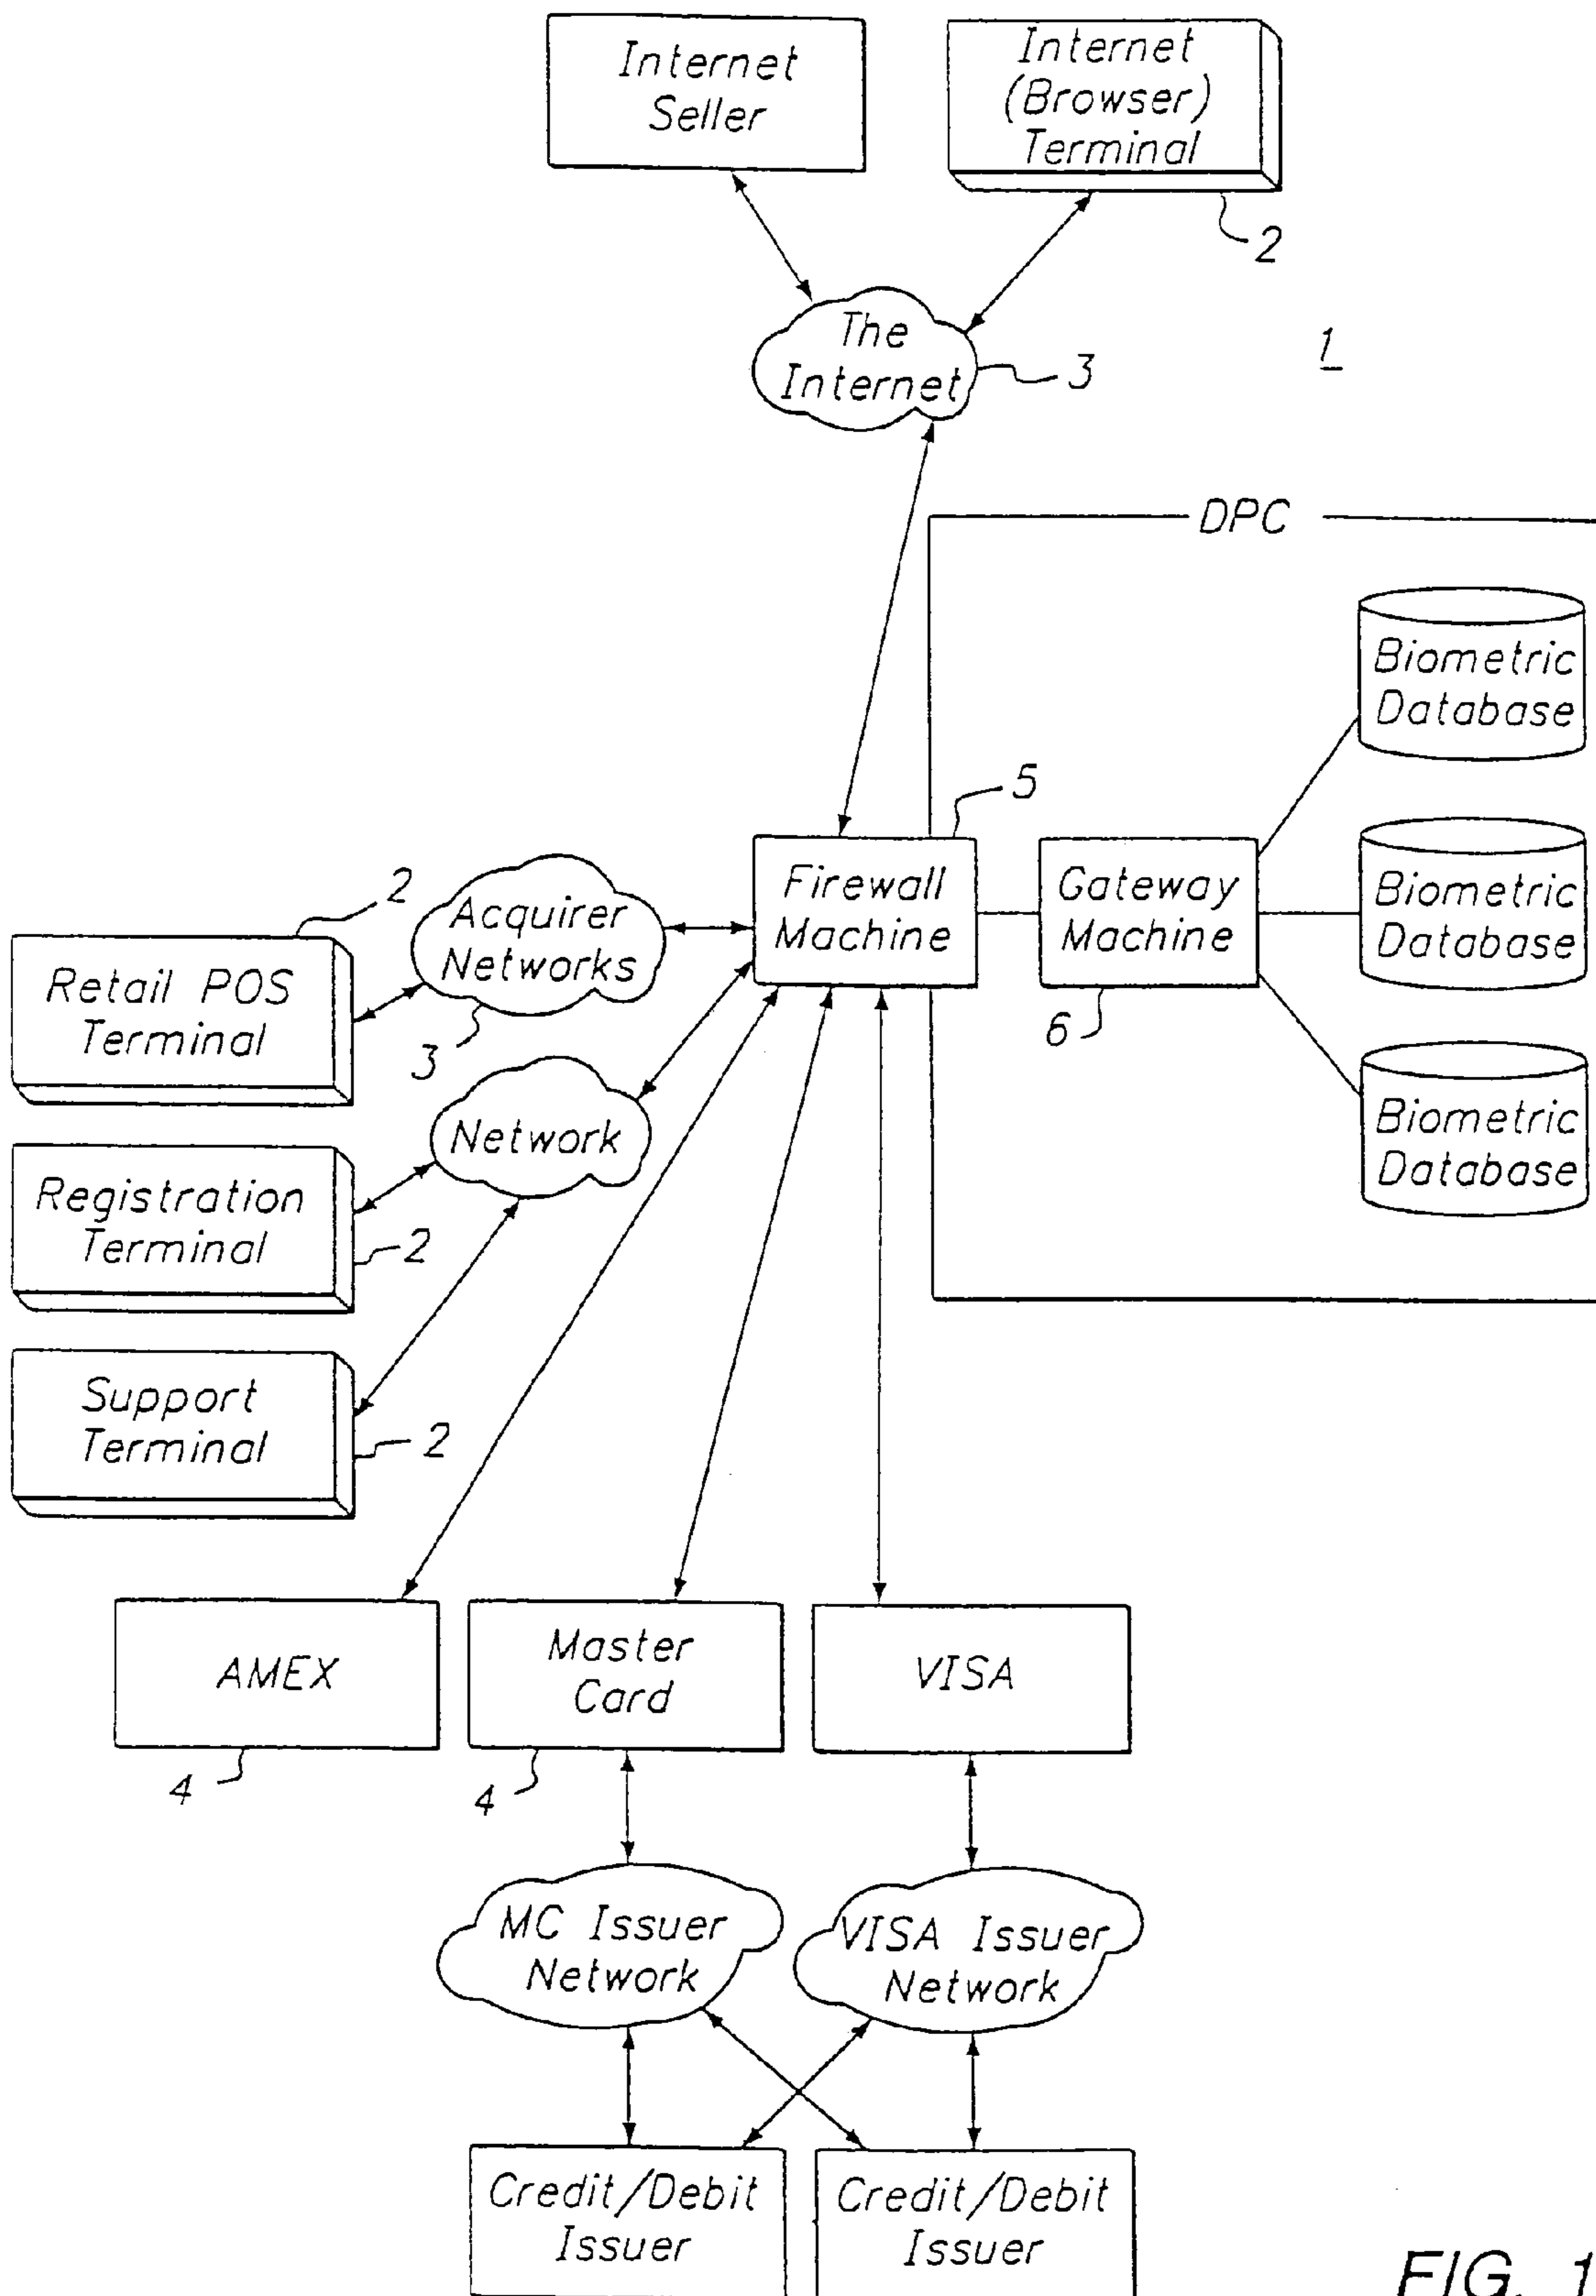 Internet
Seller
Internet
(Browser)
Terminal
2
The
Internet
3
1
DPC
Biometric
Database
5
Firewall
Machine
Gateway
Machine
6
Biometric
Database
Biometric
Database
2
Acquirer
Networks
3
Retail POS
Terminal
Network
Registration
Terminal
2
Support
Terminal
2
AMEX
4
Master
Card
4
VISA
MC Issuer
Network
VISA Issuer
Network
Credit/Debit
Issuer
Credit/Debit
Issuer
FIG. 1